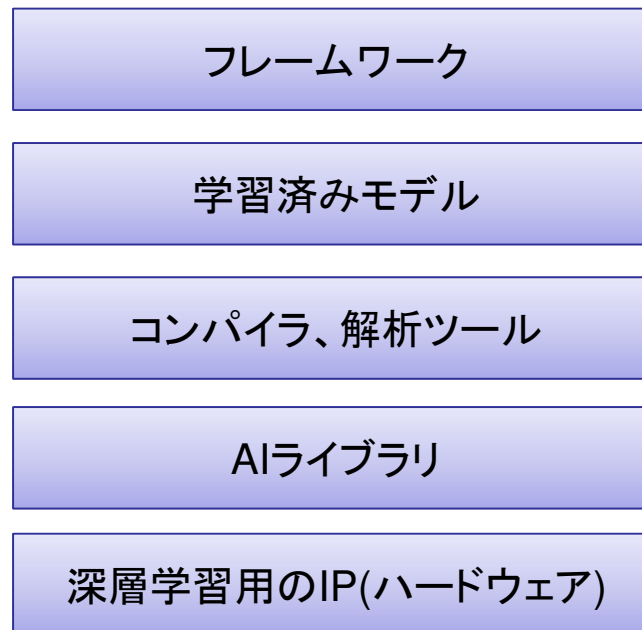 フレームワーク
学習済みモデル
コンパイラ、解析ツール
AIライブラリ
深層学習用のIP(ハードウェア)